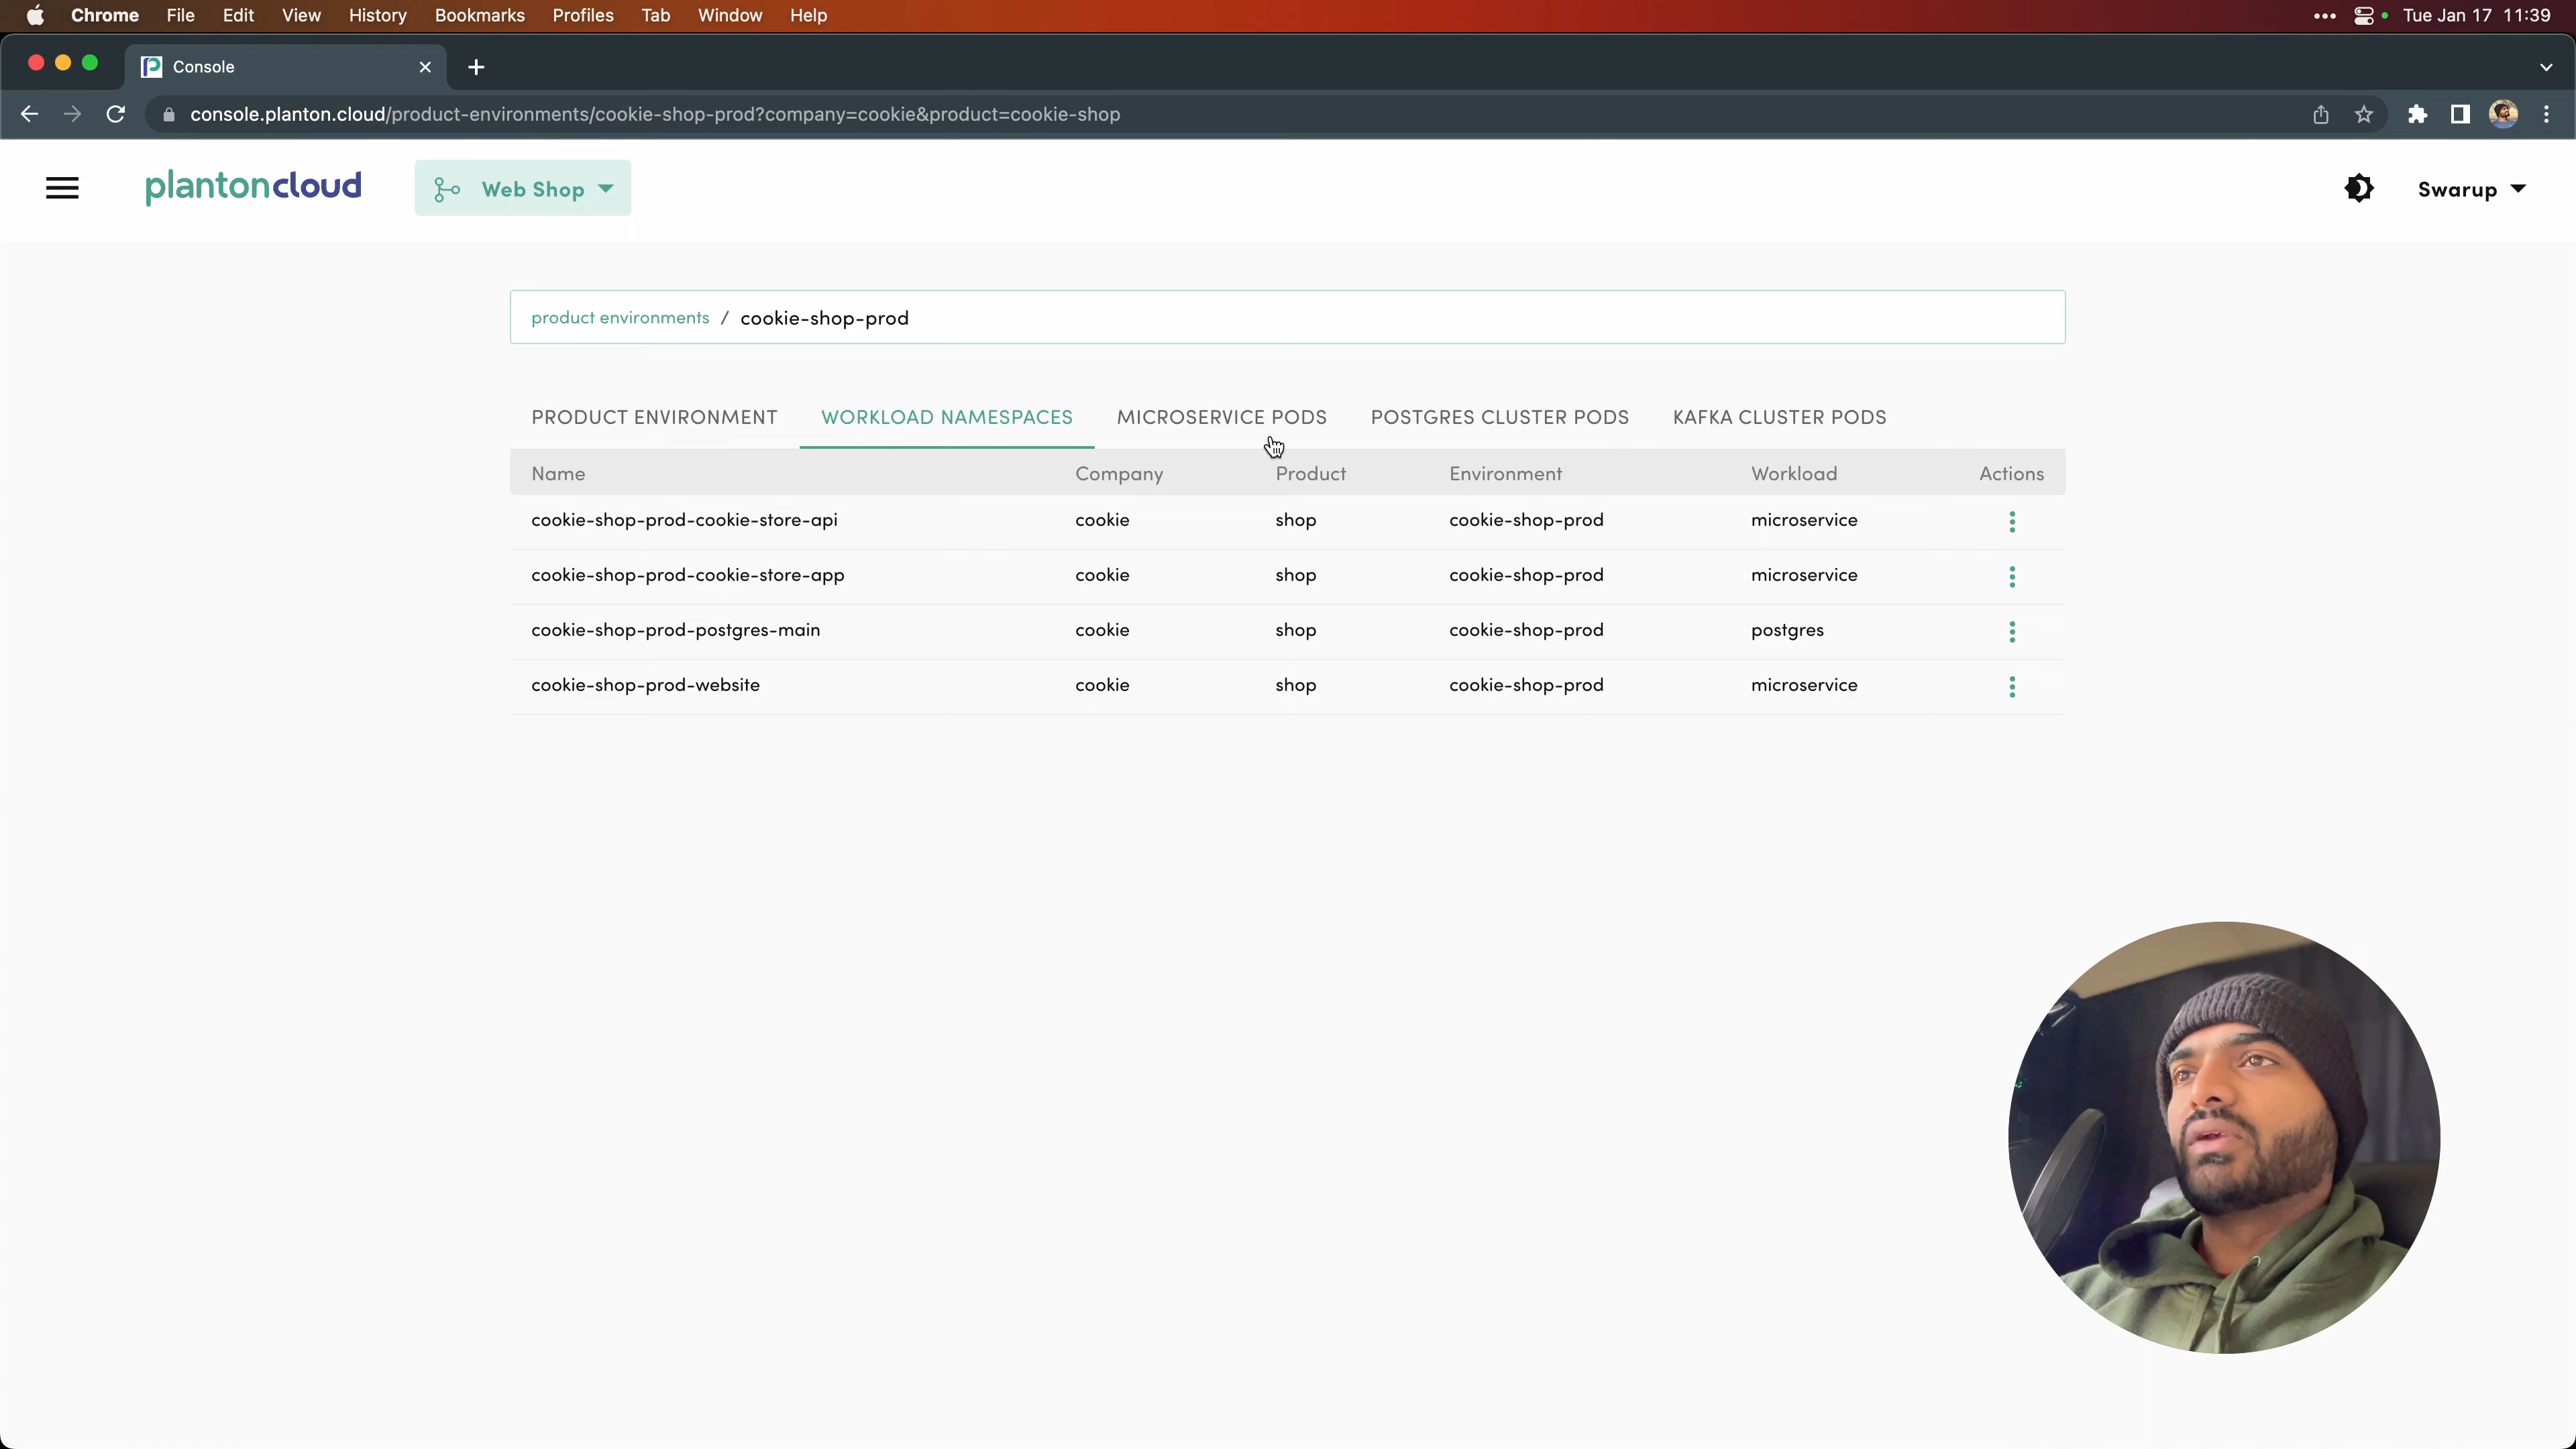 Chrome File Edit View History Bookmarks Profiles Tab Window Help Tue Jan 17 11:39
Console
console.planton.cloud/product-environments/cookie-shop-prod?company=cookie&product=cookie-shop
plantoncloud Web Shop Swarup
product environments / cookie-shop-prod
PRODUCT ENVIRONMENT WORKLOAD NAMESPACES MICROSERVICE PODS POSTGRES CLUSTER PODS KAFKA CLUSTER PODS
Name Company Product Environment Workload Actions
cookie-shop-prod-cookie-store-api cookie shop cookie-shop-prod microservice
cookie-shop-prod-cookie-store-app cookie shop cookie-shop-prod microservice
cookie-shop-prod-postgres-main cookie shop cookie-shop-prod postgres
cookie-shop-prod-website cookie shop cookie-shop-prod microservice